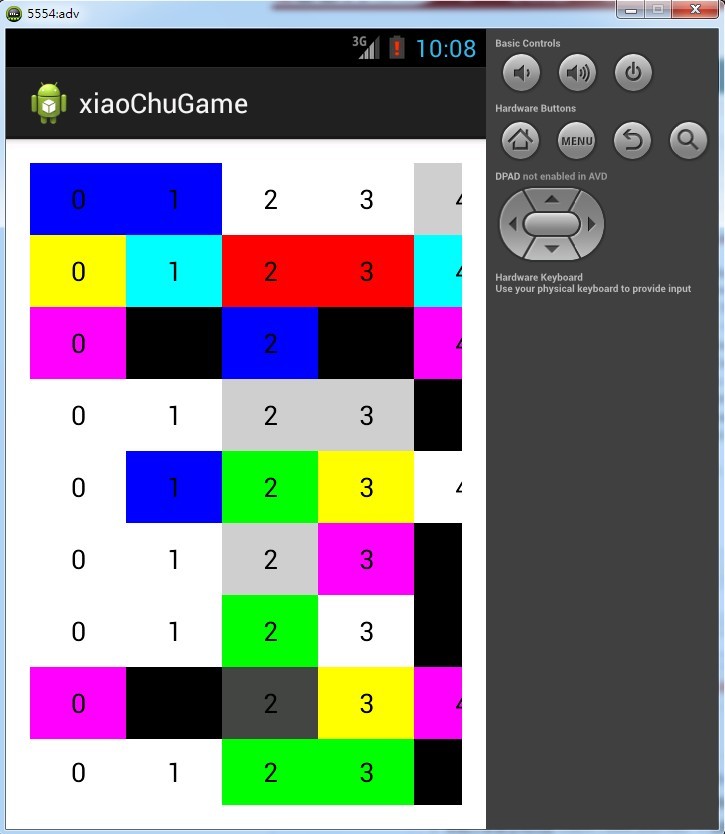 5554:adv
3G
10:08
xiaoChuGame
0 1 2 3 4
0 1 2 3 4
0 2 4
0 1 2 3
0 1 2 3 4
0 1 2 3
0 1 2 3
0 2 3 4
0 1 2 3
Basic Controls
Hardware Buttons
MENU
DPAD not enabled in AVD
Hardware Keyboard
Use your physical keyboard to provide input